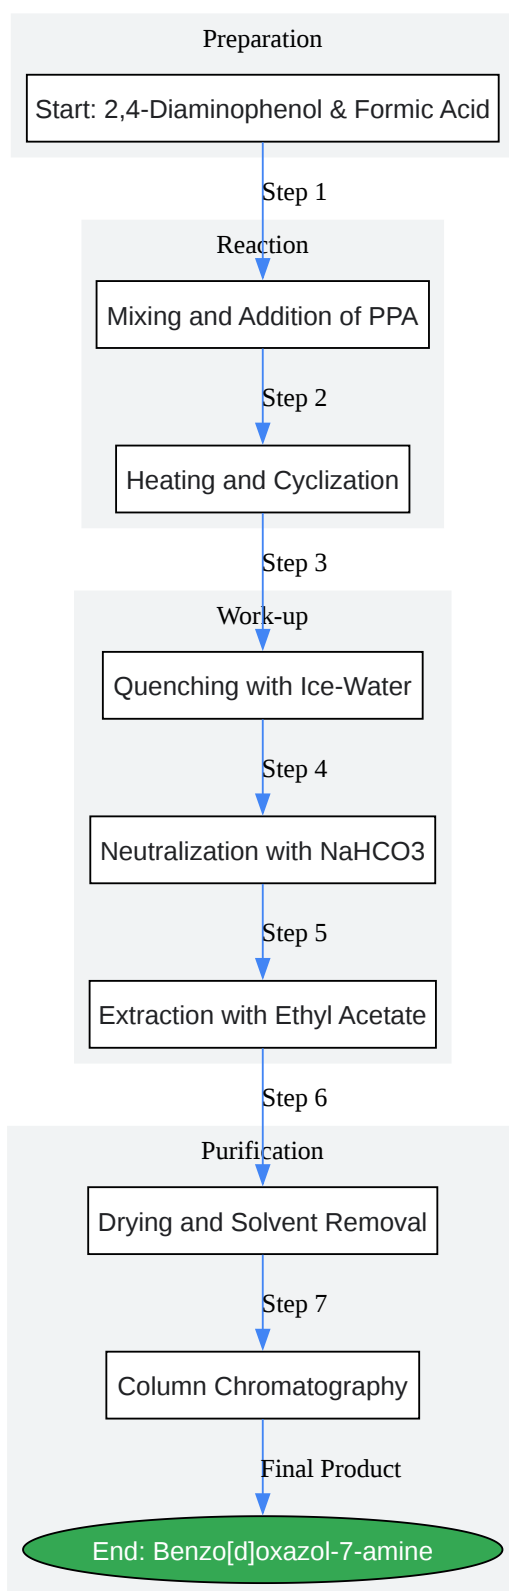 Preparation
Start: 2,4-Diaminophenol & Formic Acid
Step 1
Reaction
Mixing and Addition of PPA
Step 2
Heating and Cyclization
Step 3
Work-up
Quenching with Ice-Water
Step 4
Neutralization with NaHCO3
Step 5
Extraction with Ethyl Acetate
Step 6
Purification
Drying and Solvent Removal
Step 7
Column Chromatography
Final Product
End: Benzo[d]oxazol-7-amine